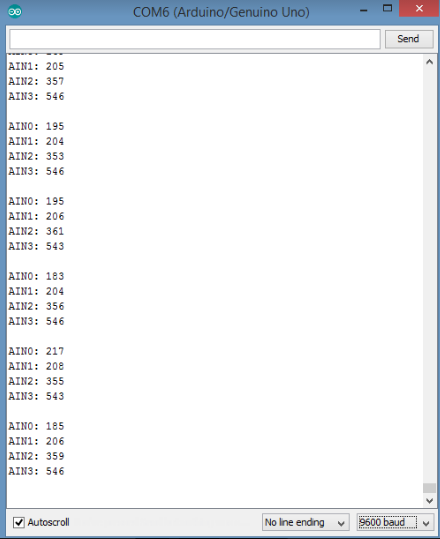 COM6 (Arduino/Genuino Uno)
Send
AIN1: 205
AIN2: 357
AIN3: 546
AIN0: 195
AIN1: 204
AIN2: 353
AIN3: 546
AIN0: 195
AIN1: 206
AIN2: 361
AIN3: 543
AIN0: 183
AIN1: 204
AIN2: 356
AIN3: 546
AIN0: 217
AIN1: 208
AIN2: 355
AIN3: 543
AIN0: 185
AIN1: 206
AIN2: 359
AIN3: 546
Autoscroll
No line ending
9600 baud